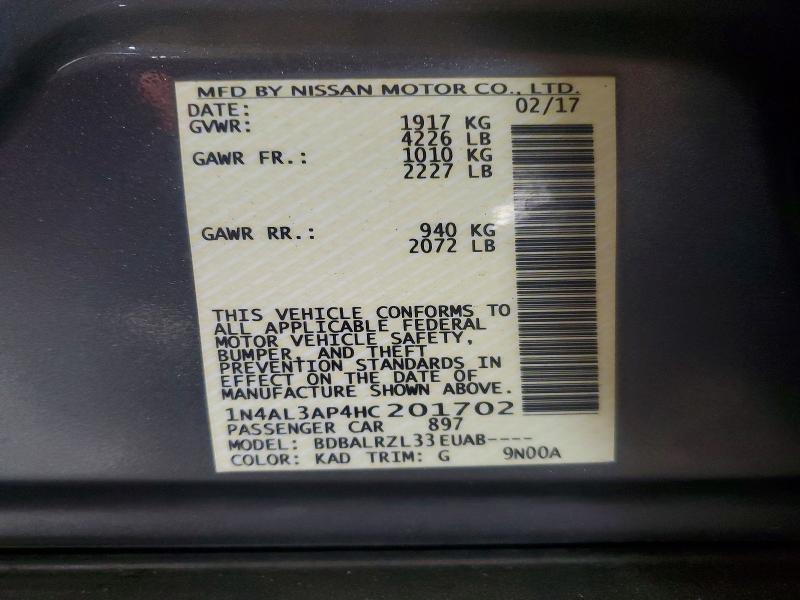 MFD BY NISSAN MOTOR CO., LTD.
DATE: 02/17
GVWR: 1917 KG
4226 LB
GAWR FR.: 1010 KG
2227 LB
GAWR RR.: 940 KG
2072 LB
THIS VEHICLE CONFORMS TO
ALL APPLICABLE FEDERAL
MOTOR VEHICLE SAFETY,
BUMPER, AND THEFT
PREVENTION STANDARDS IN
EFFECT ON THE DATE OF
MANUFACTURE SHOWN ABOVE.
1N4AL3AP4HC201702
PASSENGER CAR 897
MODEL: BDBALRZL33EUAB----
COLOR: KAD TRIM: G 9N00A